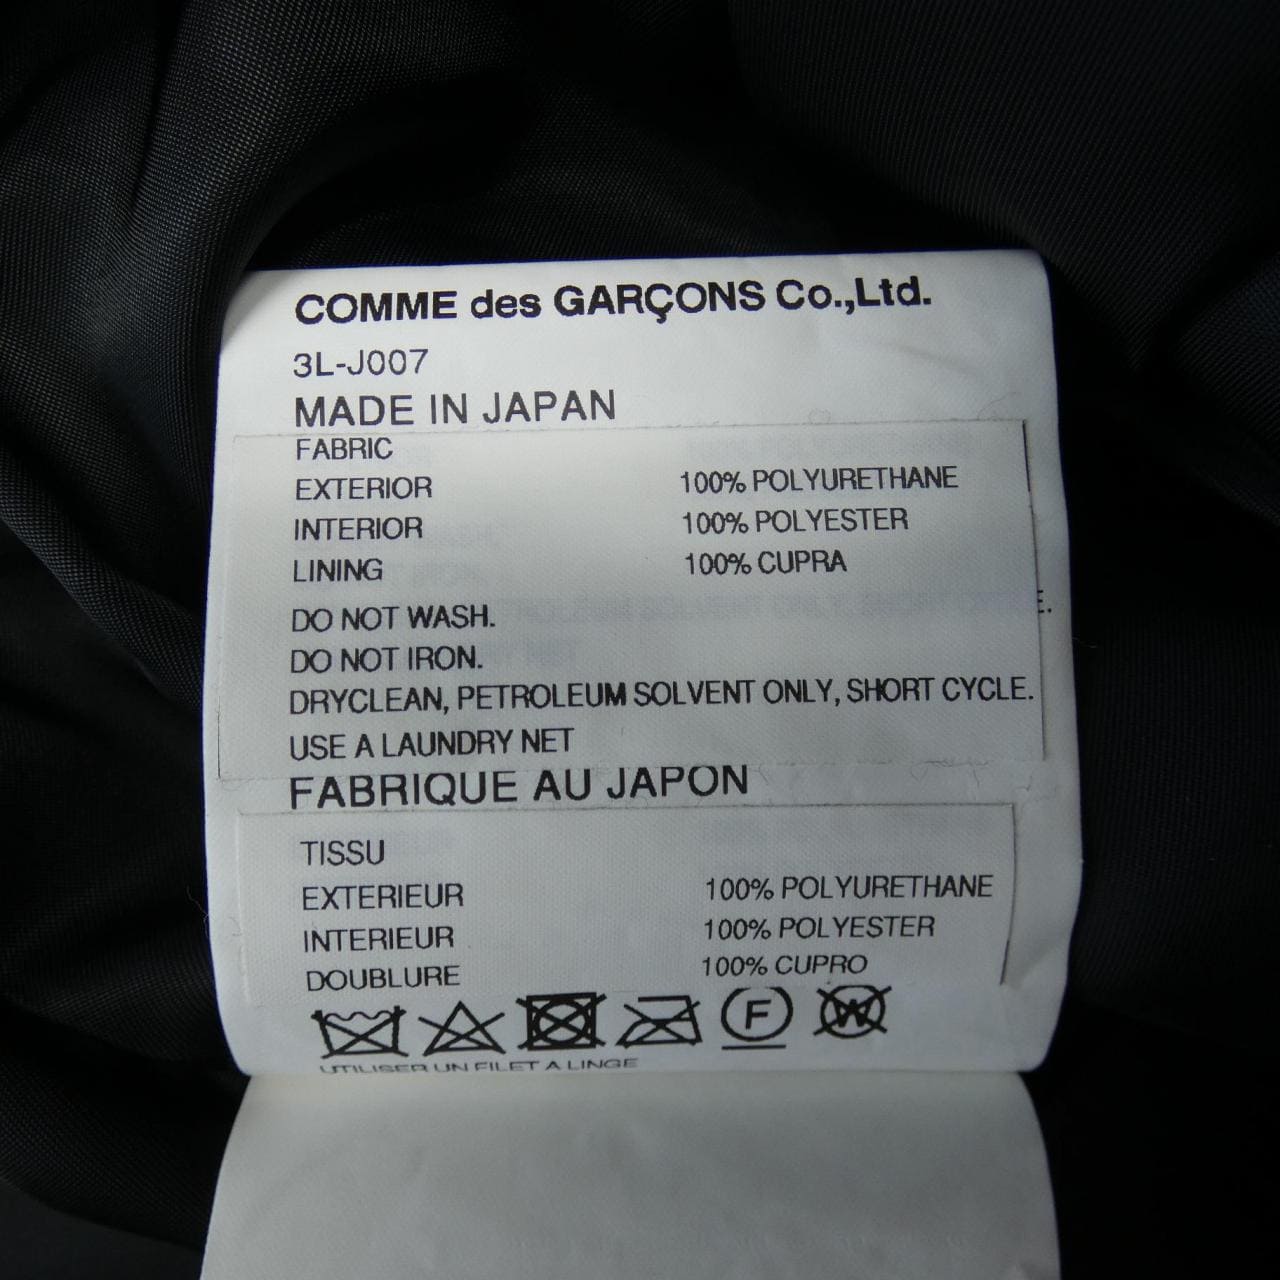 COMME des GARÇONS Co.,Ltd.
3L-J007
MADE IN JAPAN
FABRIC
EXTERIOR 100% POLYURETHANE
INTERIOR 100% POLYESTER
LINING 100% CUPRA
DO NOT WASH.
DO NOT IRON.
DRYCLEAN, PETROLEUM SOLVENT ONLY, SHORT CYCLE.
USE A LAUNDRY NET
FABRIQUE AU JAPON
TISSU
EXTERIEUR 100% POLYURETHANE
INTERIEUR 100% POLYESTER
DOUBLURE 100% CUPRO
F W
UTILISER UN FILET A LINGE